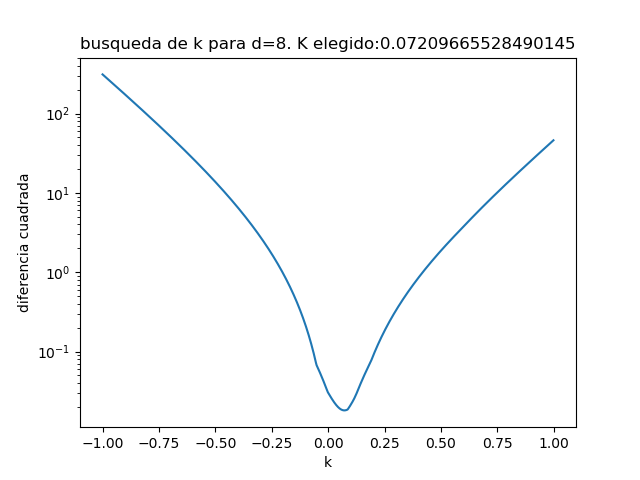 busqueda de k para d=8. K elegido:0.07209665528490145
diferencia cuadrada
10²
10¹
10⁰
10⁻¹
−1.00 −0.75 −0.50 −0.25 0.00 0.25 0.50 0.75 1.00
k